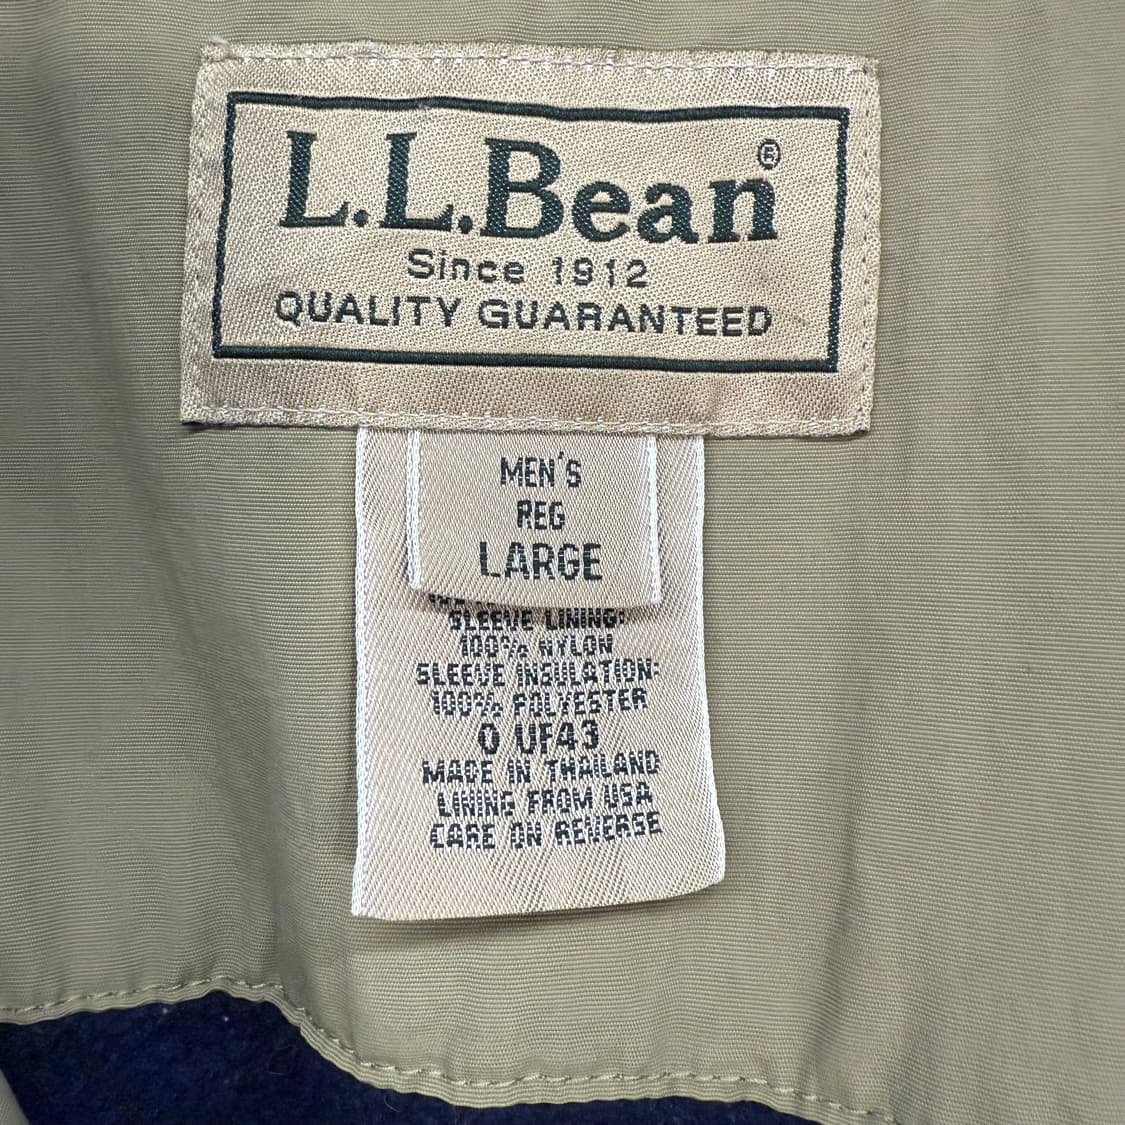 L.L.Bean®
Since 1912
QUALITY GUARANTEED
MEN'S
REG
LARGE
SLEEVE LINING:
100% NYLON
SLEEVE INSULATION:
100% POLYESTER
0 UF43
MADE IN THAILAND
LINING FROM USA
CARE ON REVERSE